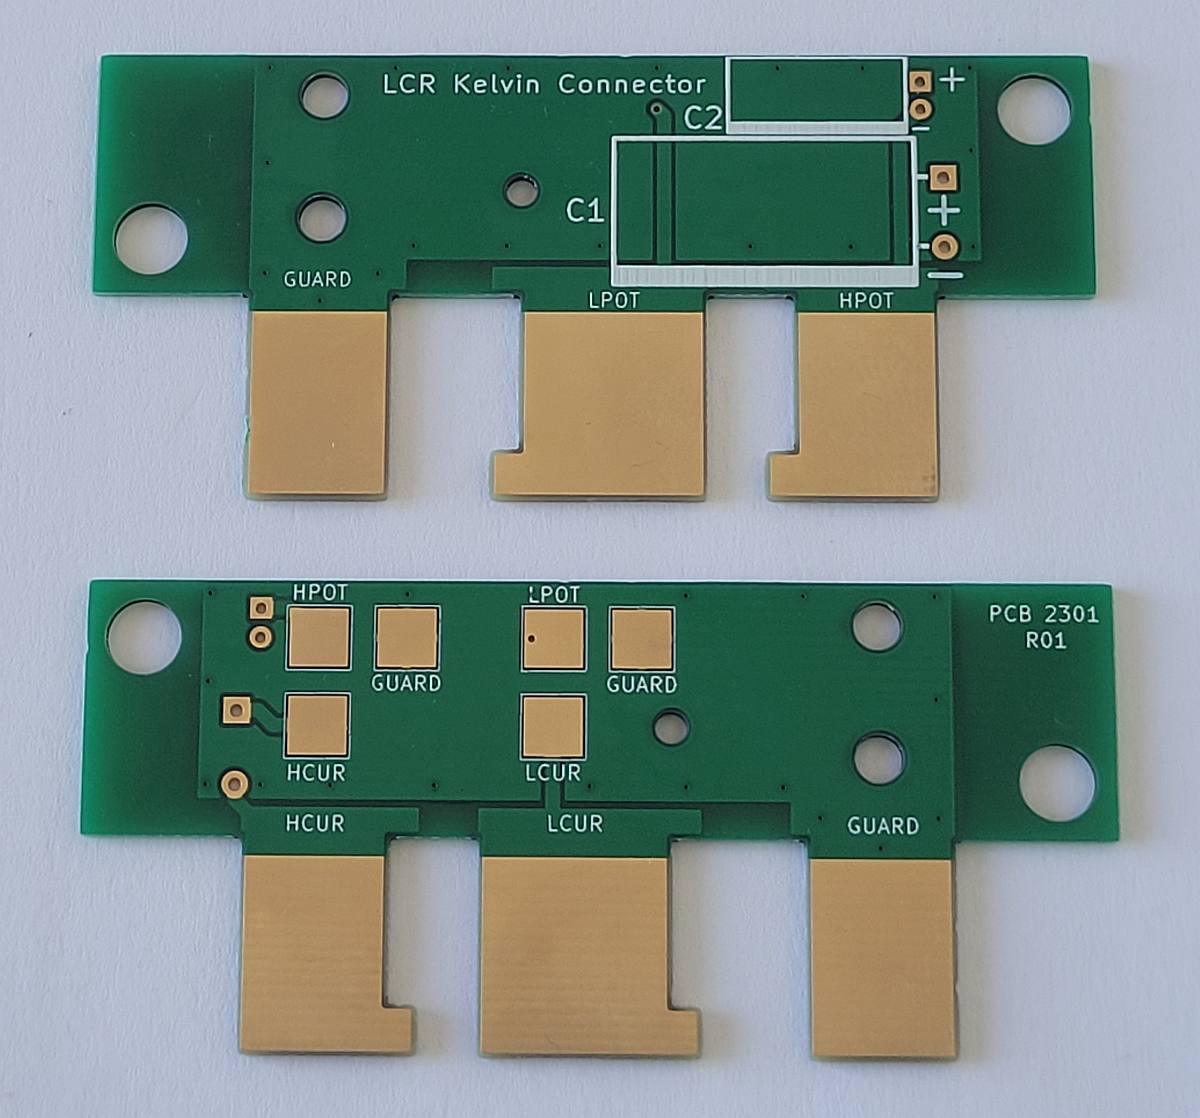 LCR Kelvin Connector
+
C2
-
C1
+
-
GUARD
LPOT
HPOT
HPOT
LPOT
PCB 2301
R01
GUARD
GUARD
HCUR
LCUR
HCUR
LCUR
GUARD